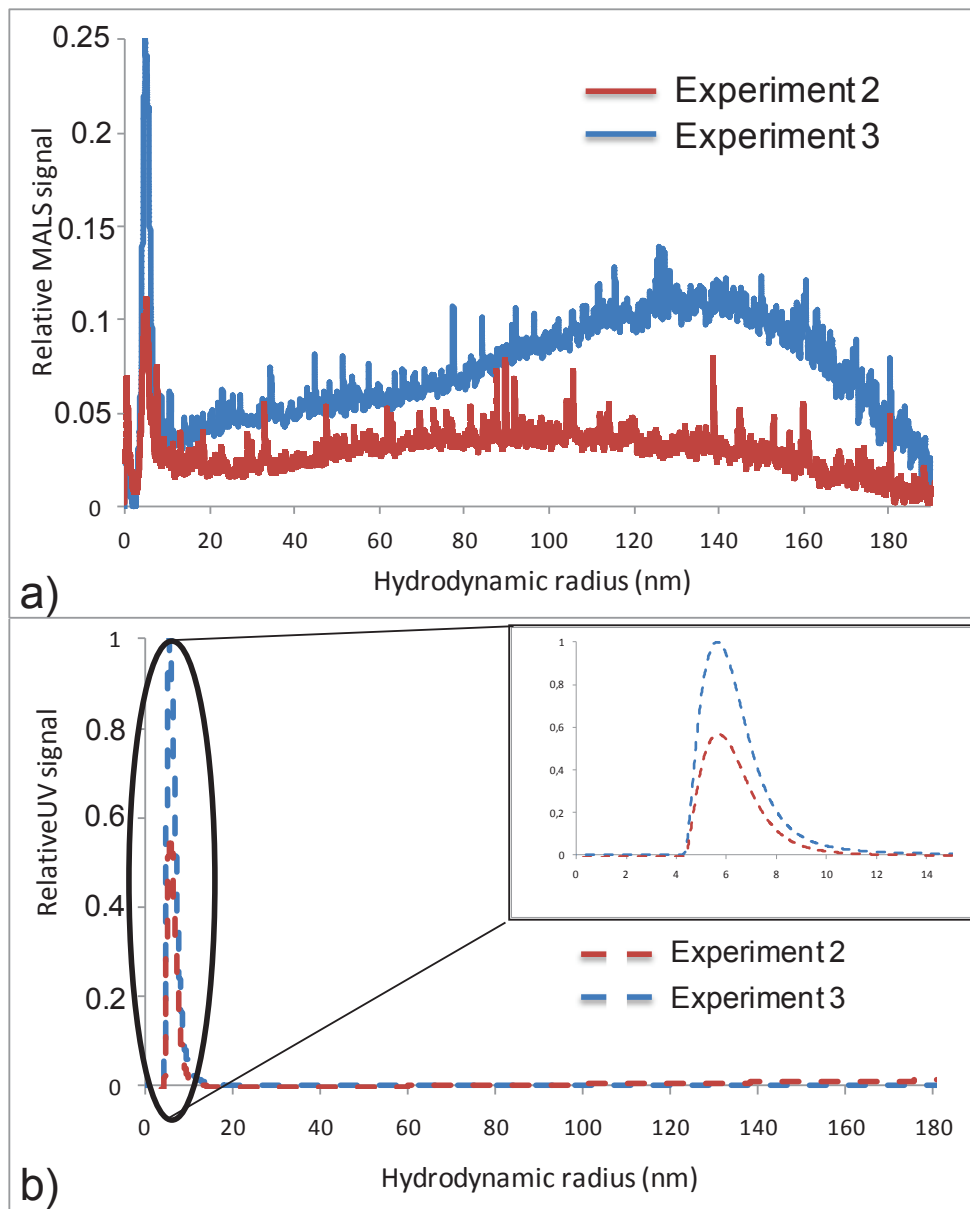 0.25
0.2
0.15
0.1
0.05
0
Relative MALS signal
Experiment 2
Experiment 3
0 20 40 60 80 100 120 140 160 180
Hydrodynamic radius (nm)
a)
1
0.8
0.6
0.4
0.2
0
RelativeUV signal
1
0,8
0,6
0,4
0,2
0
0 2 4 6 8 10 12 14
Experiment 2
Experiment 3
0 20 40 60 80 100 120 140 160 180
Hydrodynamic radius (nm)
b)